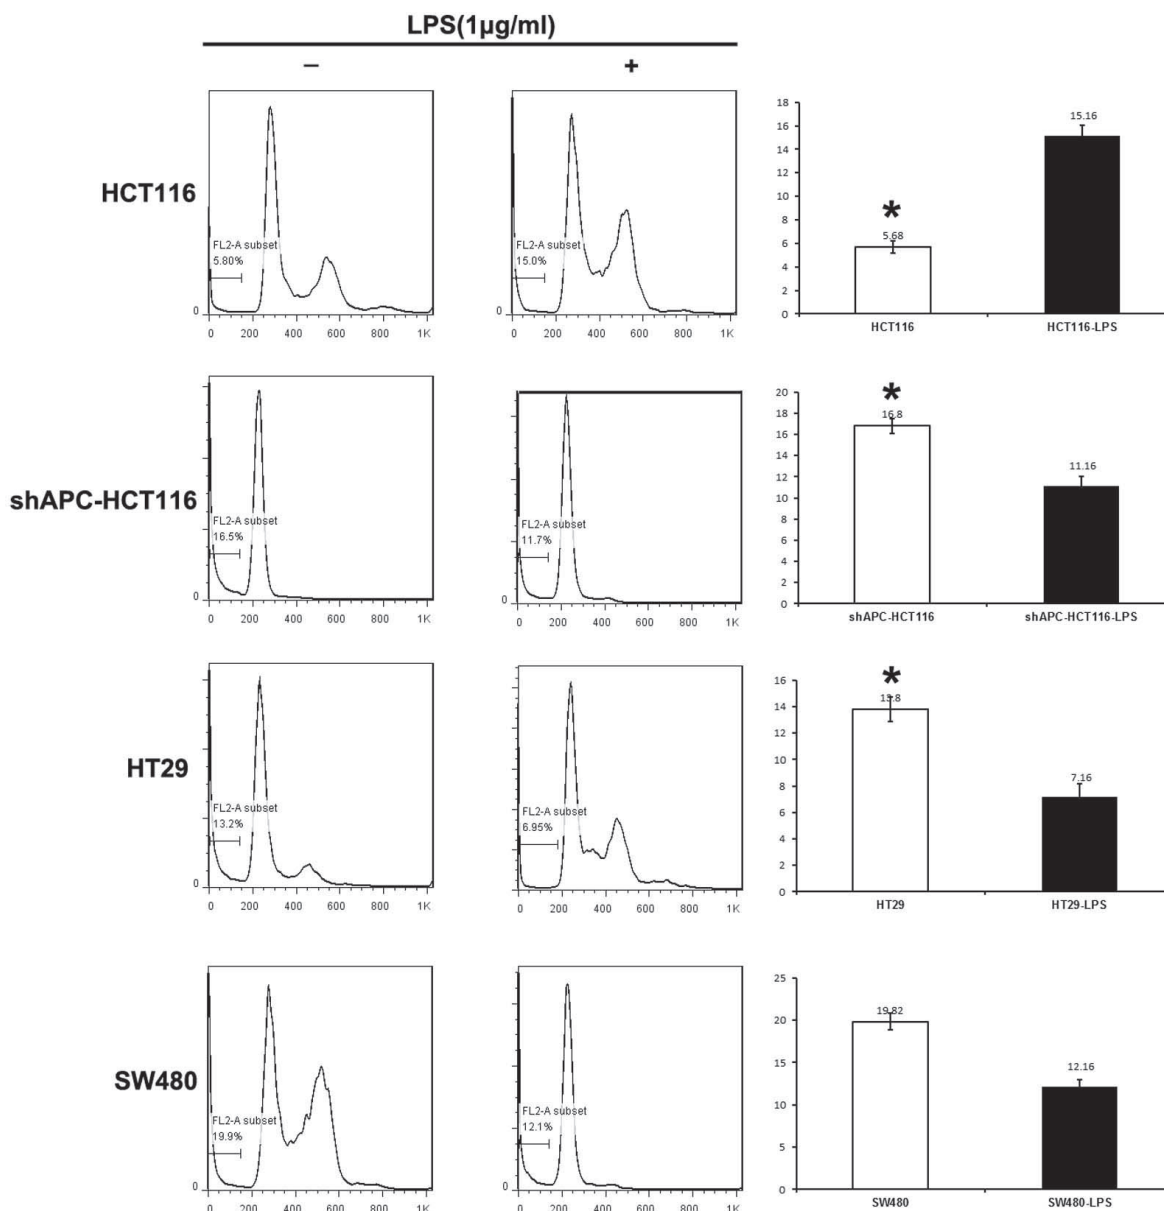 LPS(1µg/ml)
– +
HCT116
FL2-A subset
5.80%
0
0 200 400 600 800 1K
FL2-A subset
15.0%
0
0 200 400 600 800 1K
18
16
14
12
10
8
6
4
2
0
*
5.68
15.16
HCT116 HCT116-LPS
shAPC-HCT116
FL2-A subset
16.5%
0
0 200 400 600 800 1K
FL2-A subset
11.7%
0
0 200 400 600 800 1K
20
18
16
14
12
10
8
6
4
2
0
*
16.8
11.16
shAPC-HCT116 shAPC-HCT116-LPS
HT29
FL2-A subset
13.2%
0
0 200 400 600 800 1K
FL2-A subset
6.95%
0
0 200 400 600 800 1K
16
14
12
10
8
6
4
2
0
*
13.8
7.16
HT29 HT29-LPS
SW480
FL2-A subset
19.9%
0
0 200 400 600 800 1K
FL2-A subset
12.1%
0
0 200 400 600 800 1K
25
20
15
10
5
0
19.82
12.16
SW480 SW480-LPS